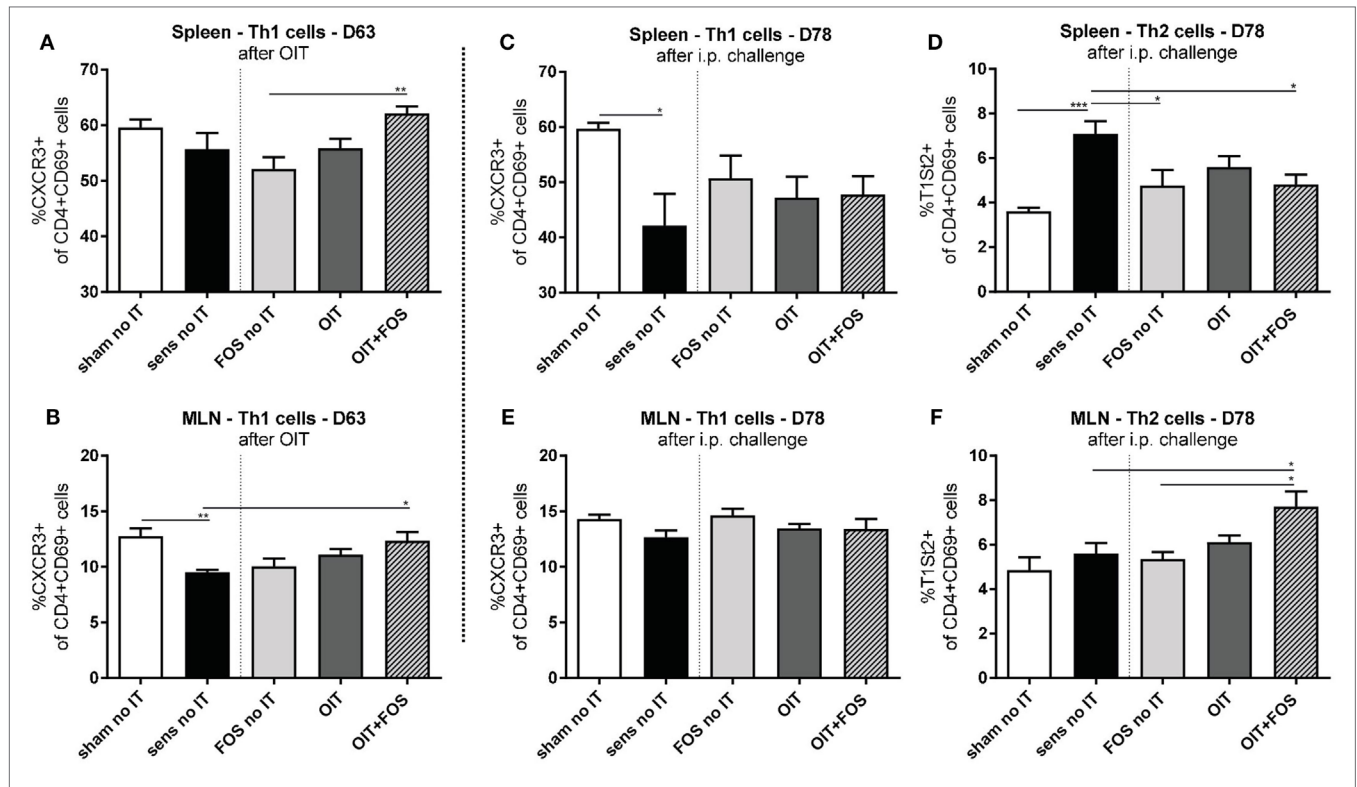 A
Spleen - Th1 cells - D63
after OIT
%CXCR3+
of CD4+CD69+ cells
70
60
50
40
30
**
sham no IT
sens no IT
FOS no IT
OIT
OIT+FOS
C
Spleen - Th1 cells - D78
after i.p. challenge
%CXCR3+
of CD4+CD69+ cells
70
60
50
40
30
*
sham no IT
sens no IT
FOS no IT
OIT
OIT+FOS
D
Spleen - Th2 cells - D78
after i.p. challenge
%T1St2+
of CD4+CD69+ cells
10
8
6
4
2
0
*
***
*
sham no IT
sens no IT
FOS no IT
OIT
OIT+FOS
B
MLN - Th1 cells - D63
after OIT
%CXCR3+
of CD4+CD69+ cells
20
15
10
5
0
*
**
sham no IT
sens no IT
FOS no IT
OIT
OIT+FOS
E
MLN - Th1 cells - D78
after i.p. challenge
%CXCR3+
of CD4+CD69+ cells
20
15
10
5
0
sham no IT
sens no IT
FOS no IT
OIT
OIT+FOS
F
MLN - Th2 cells - D78
after i.p. challenge
%T1St2+
of CD4+CD69+ cells
10
8
6
4
2
0
*
*
sham no IT
sens no IT
FOS no IT
OIT
OIT+FOS